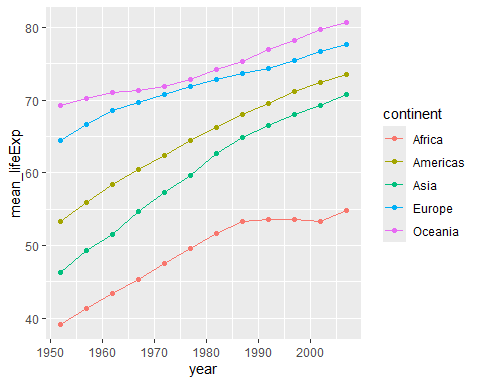 80
70
60
50
40
mean_lifeExp
1950
1960
1970
1980
1990
2000
year
continent
Africa
Americas
Asia
Europe
Oceania